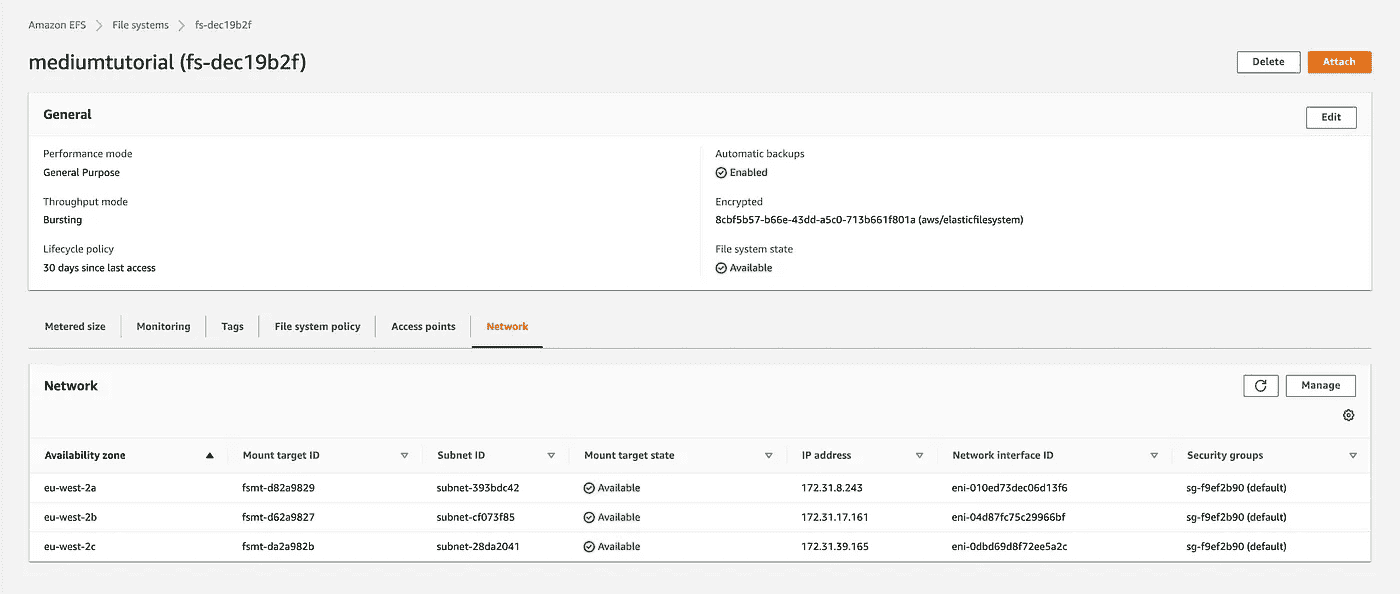 Amazon EFS File systems fs-dec19b2f
mediumtutorial (fs-dec19b2f)
Delete Attach
General
Edit
Performance mode
General Purpose
Throughput mode
Bursting
Lifecycle policy
30 days since last access
Automatic backups
Enabled
Encrypted
8cbf5b57-b66e-43dd-a5c0-713b661f801a (aws/elasticfilesystem)
File system state
Available
Metered size Monitoring Tags File system policy Access points Network
Network
Manage
Availability zone Mount target ID Subnet ID Mount target state IP address Network interface ID Security groups
eu-west-2a fsmt-d82a9829 subnet-393bdc42 Available 172.31.8.243 eni-010ed73dec06d13f6 sg-f9ef2b90 (default)
eu-west-2b fsmt-d62a9827 subnet-cf073f85 Available 172.31.17.161 eni-04d87fc75c29966bf sg-f9ef2b90 (default)
eu-west-2c fsmt-da2a982b subnet-28da2041 Available 172.31.39.165 eni-0dbd69d8f72ee5a2c sg-f9ef2b90 (default)